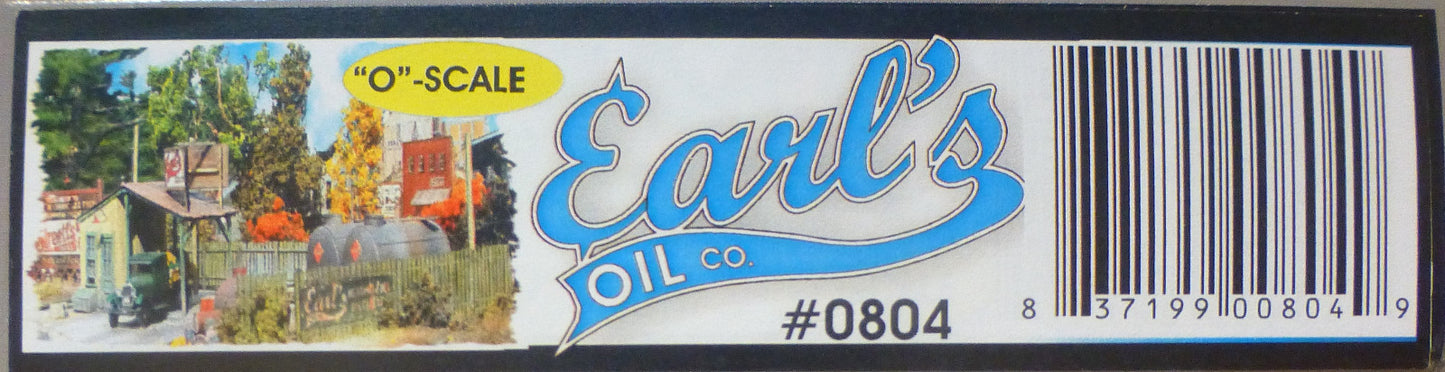 "O"-SCALE
Earl's
OIL CO.
#0804
8 37199 00804 9